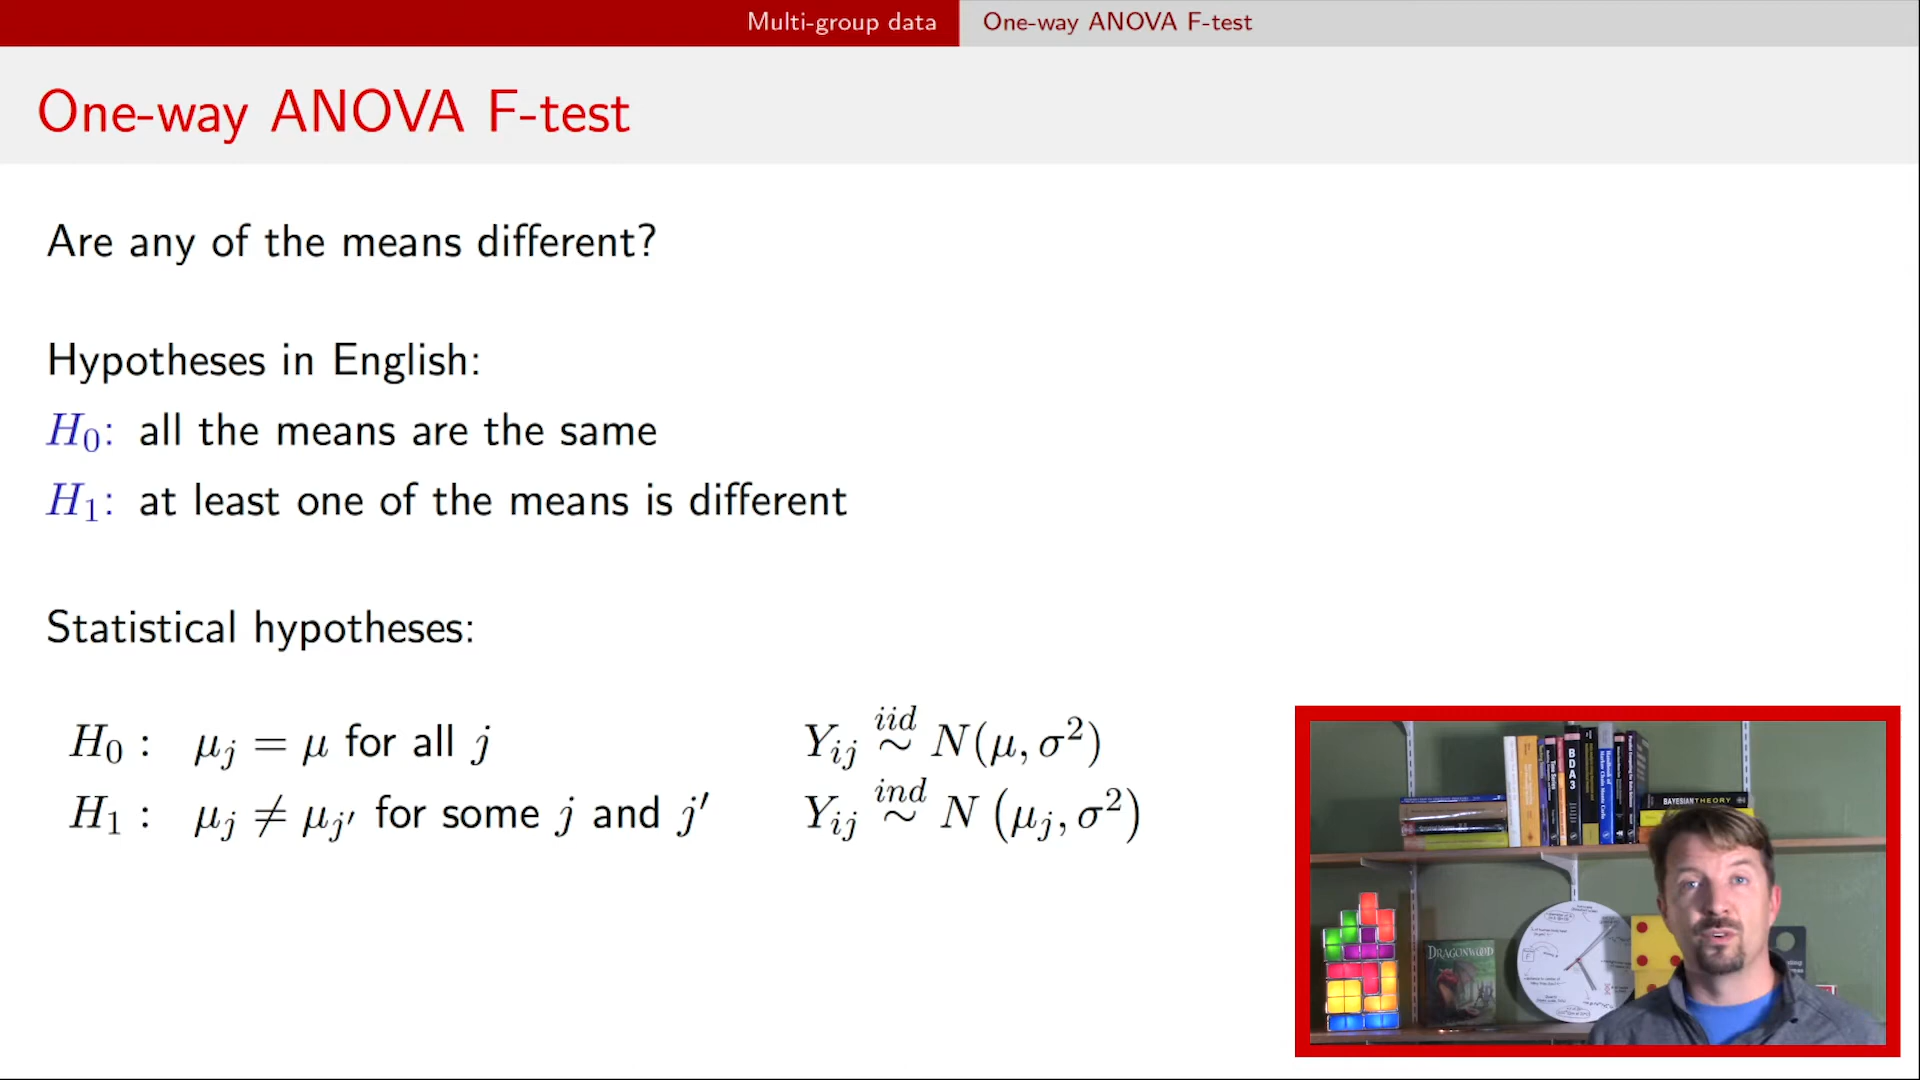 Multi-group data One-way ANOVA F-test
One-way ANOVA F-test
Are any of the means different?
Hypotheses in English:
H₀: all the means are the same
H₁: at least one of the means is different
Statistical hypotheses:
H₀ : μⱼ = μ for all j Yᵢⱼ iid ~ N(μ, σ²)
H₁ : μⱼ ≠ μⱼ′ for some j and j′ Yᵢⱼ ind ~ N (μⱼ, σ²)
BDA3
BAYESIAN THEORY
DRAGONWOOD